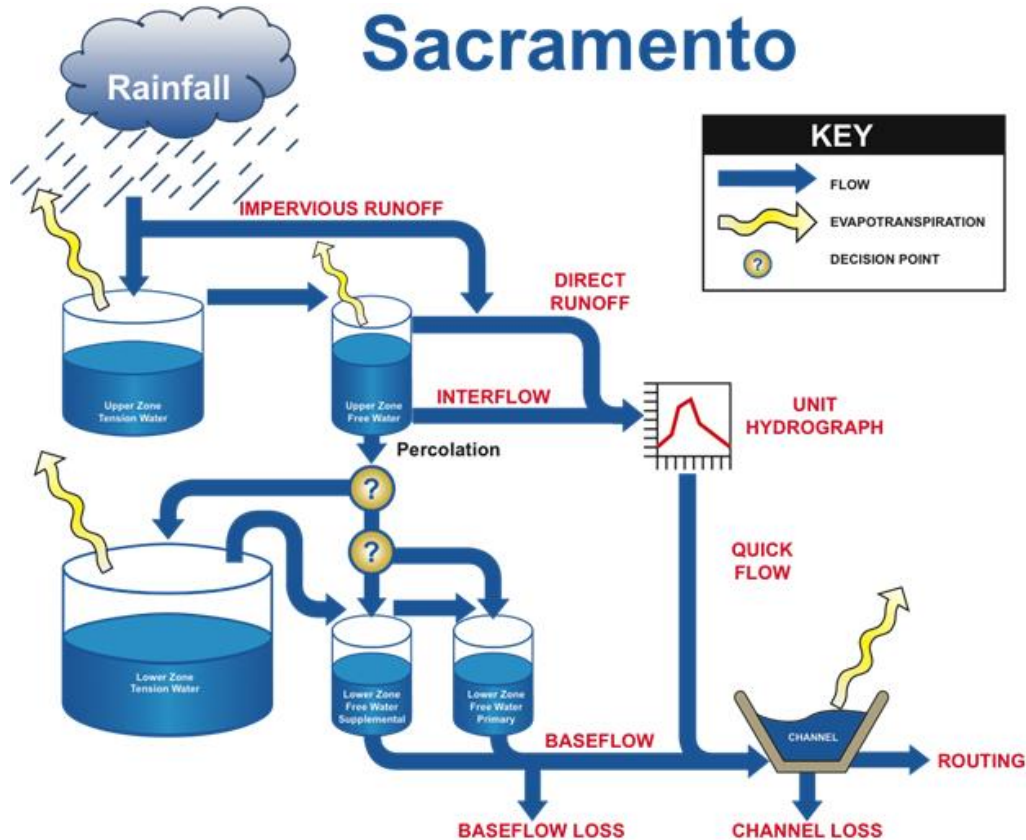 Sacramento
Rainfall
KEY
FLOW
EVAPOTRANSPIRATION
?
DECISION POINT
IMPERVIOUS RUNOFF
DIRECT
RUNOFF
Upper Zone
Tension Water
Upper Zone
Free Water
INTERFLOW
UNIT
HYDROGRAPH
Percolation
?
?
QUICK
FLOW
Lower Zone
Tension Water
Lower Zone
Free Water
Supplemental
Lower Zone
Free Water
Primary
BASEFLOW
CHANNEL
ROUTING
BASEFLOW LOSS
CHANNEL LOSS